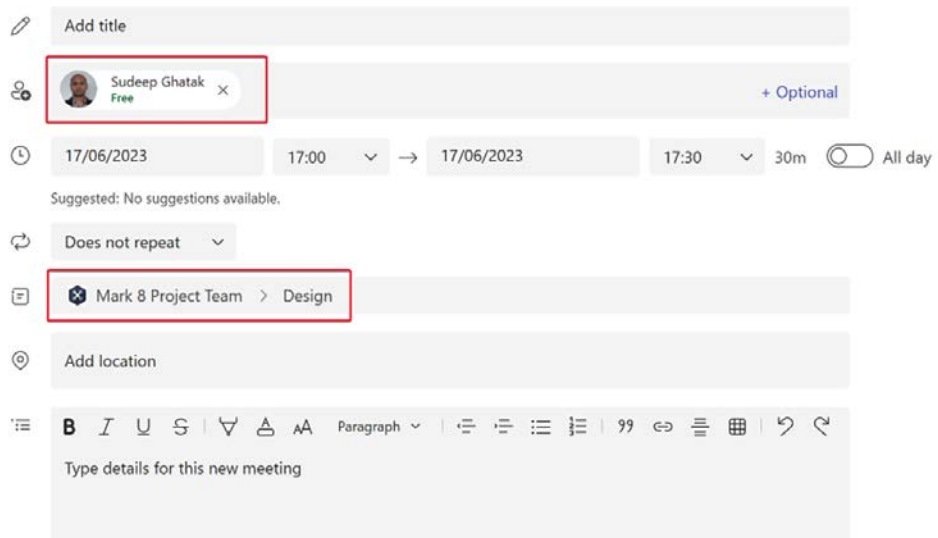 Add title
Sudeep Ghatak
Free
+ Optional
17/06/2023 17:00 17/06/2023 17:30 30m All day
Suggested: No suggestions available.
Does not repeat
Mark 8 Project Team > Design
Add location
B I U S A AA Paragraph 99
Type details for this new meeting